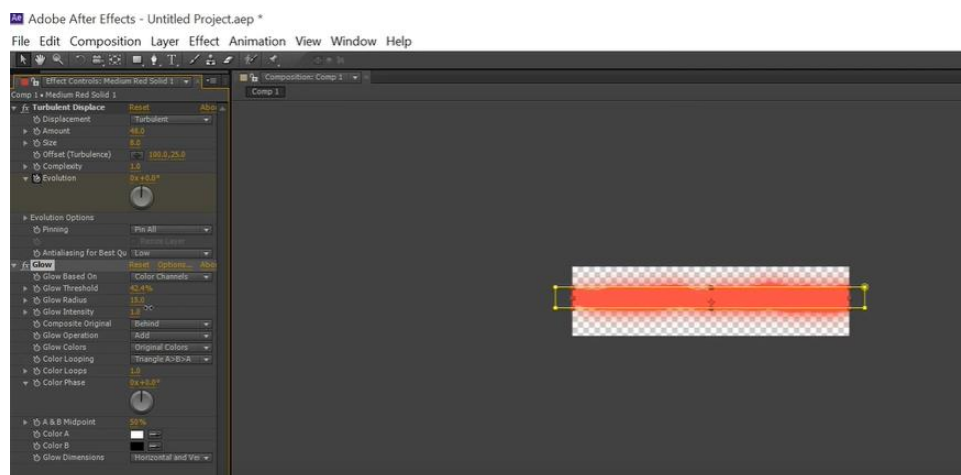 Ae Adobe After Effects - Untitled Project.aep *
File Edit Composition Layer Effect Animation View Window Help
Effect Controls: Medium Red Solid 1
Composition: Comp 1
Comp 1 • Medium Red Solid 1
Comp 1
fx Turbulent Displace Reset Abou
Displacement Turbulent
Amount 48.0
Size 8.0
Offset (Turbulence) 100.0,25.0
Complexity 1.0
Evolution 0x+0.0°
Evolution Options
Pinning Pin All
Resize Layer
Antialiasing for Best Qu Low
fx Glow Reset Options... Abou
Glow Based On Color Channels
Glow Threshold 42.4%
Glow Radius 18.0
Glow Intensity 1.0
Composite Original Behind
Glow Operation Add
Glow Colors Original Colors
Color Looping Triangle A>B>A
Color Loops 1.0
Color Phase 0x+0.0°
A & B Midpoint 50%
Color A
Color B
Glow Dimensions Horizontal and Ver